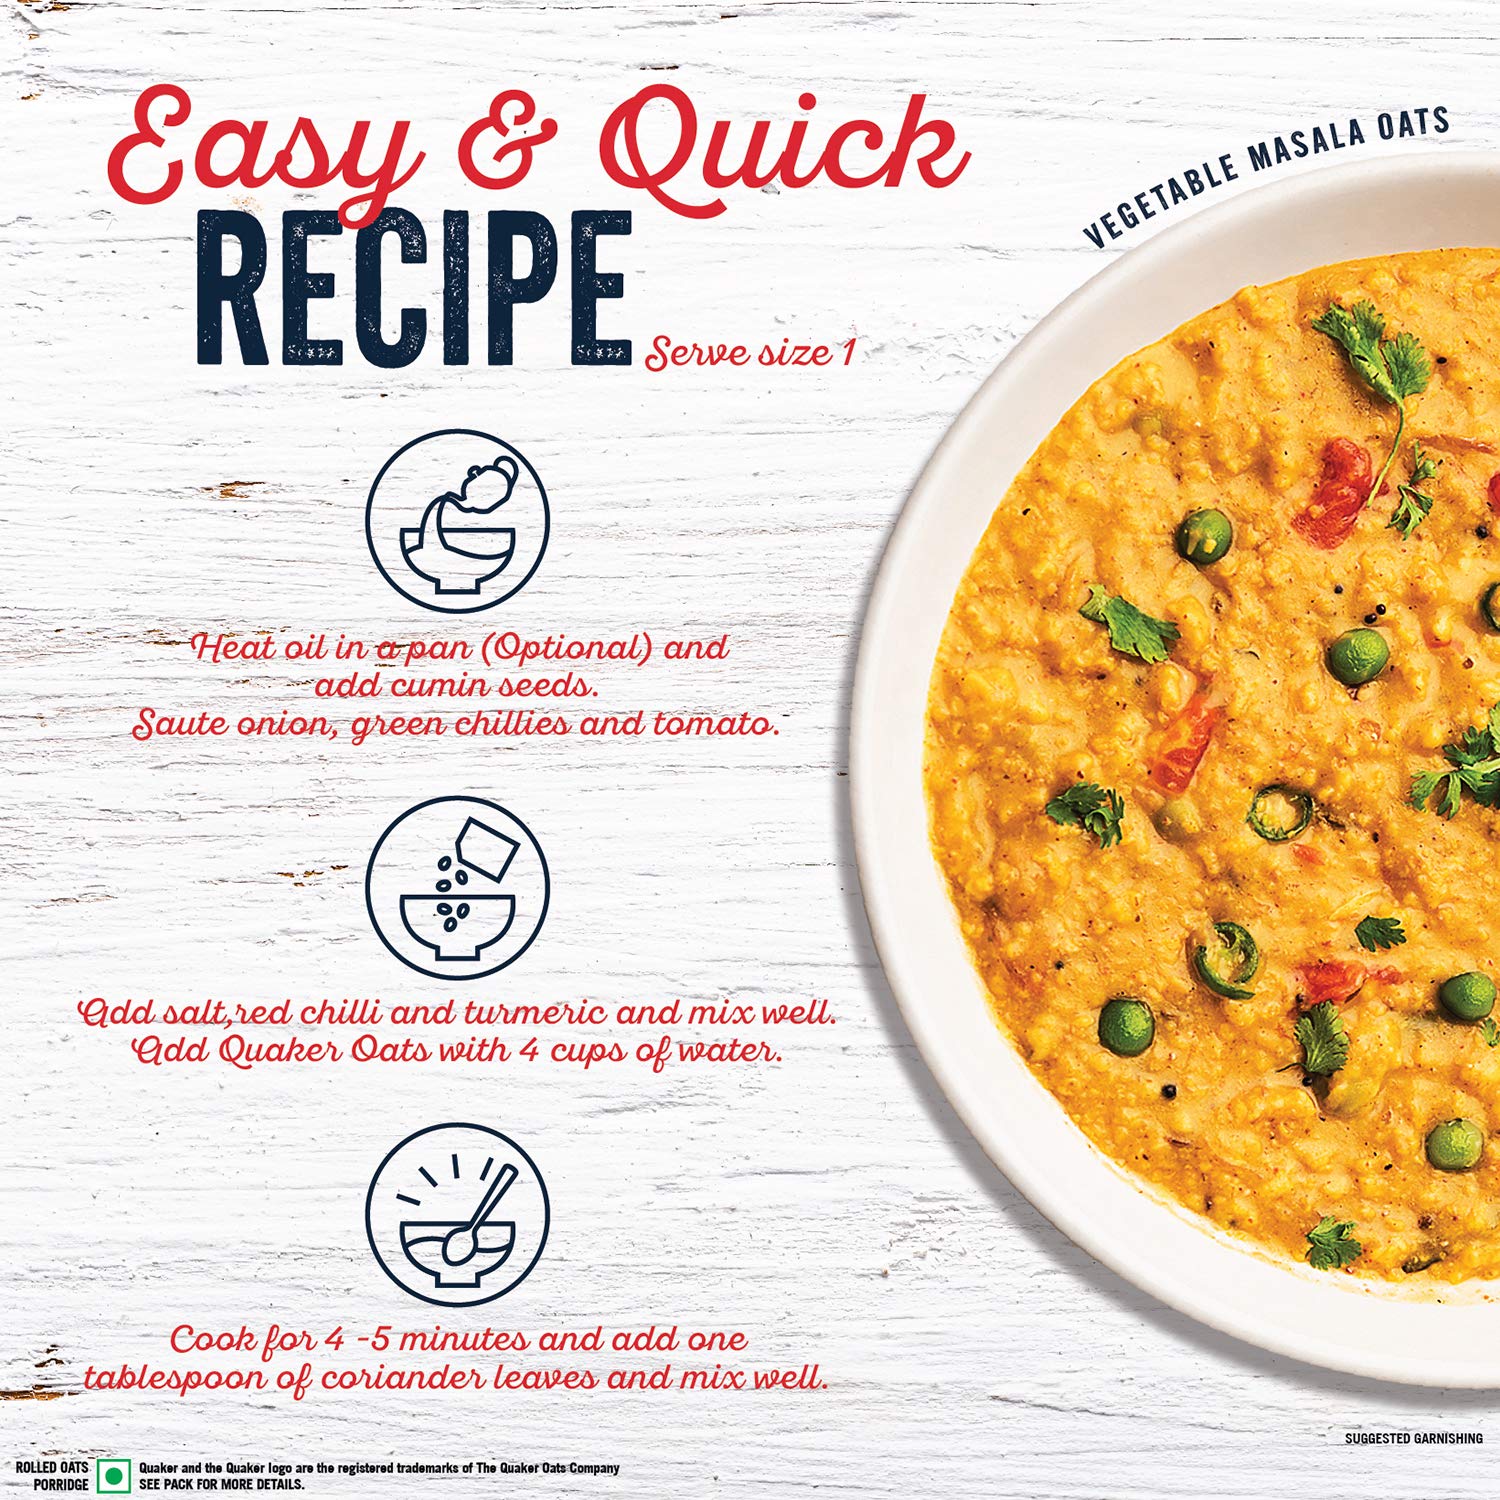 Easy & Quick
RECIPE
Serve size 1
VEGETABLE MASALA OATS
Heat oil in a pan (Optional) and
add cumin seeds.
Saute onion, green chillies and tomato.
Add salt,red chilli and turmeric and mix well.
Add Quaker Oats with 4 cups of water.
Cook for 4 -5 minutes and add one
tablespoon of coriander leaves and mix well.
SUGGESTED GARNISHING
ROLLED OATS
PORRIDGE
Quaker and the Quaker logo are the registered trademarks of The Quaker Oats Company
SEE PACK FOR MORE DETAILS.